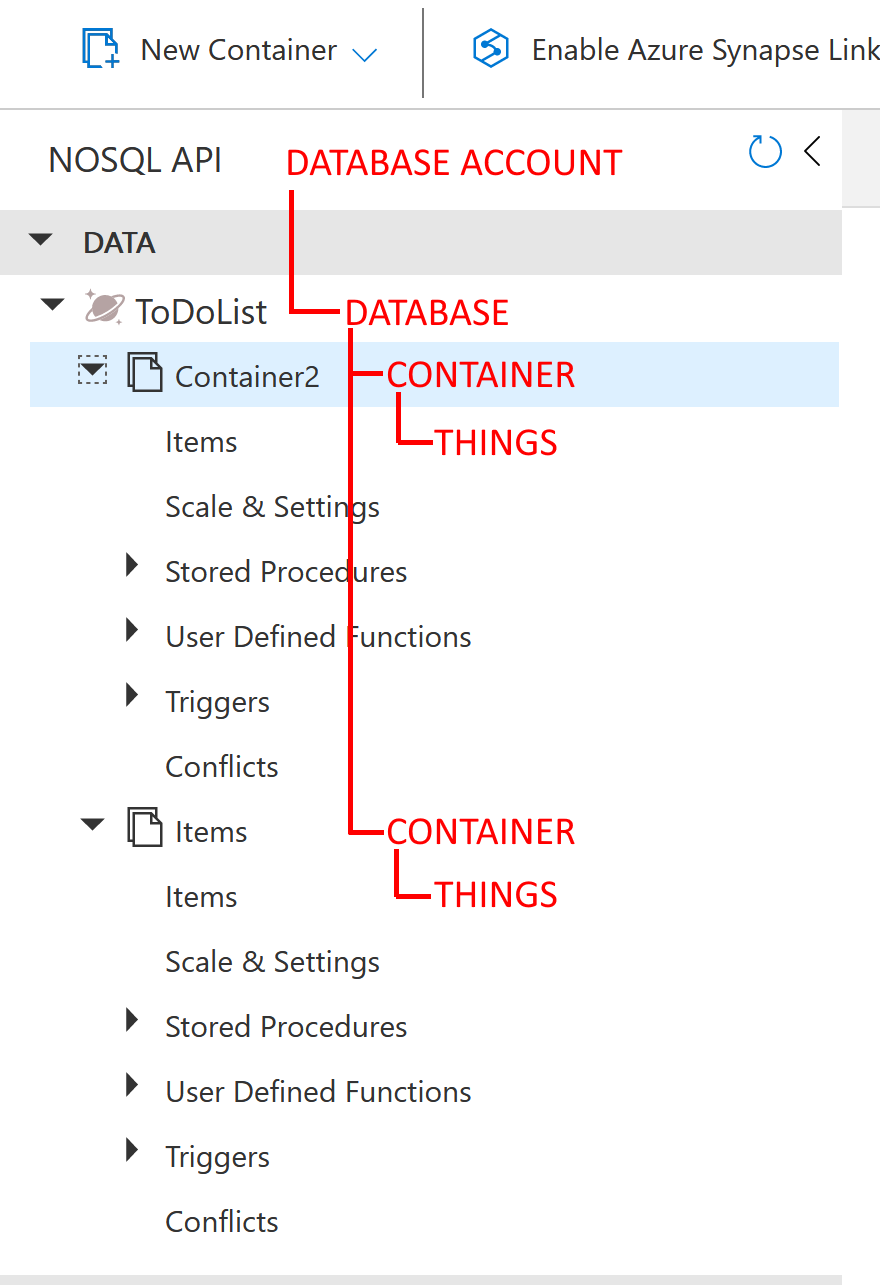 New Container
Enable Azure Synapse Link
NOSQL API DATABASE ACCOUNT
DATA
ToDoList DATABASE
Container2 CONTAINER
Items THINGS
Scale & Settings
Stored Procedures
User Defined Functions
Triggers
Conflicts
Items CONTAINER
Items THINGS
Scale & Settings
Stored Procedures
User Defined Functions
Triggers
Conflicts